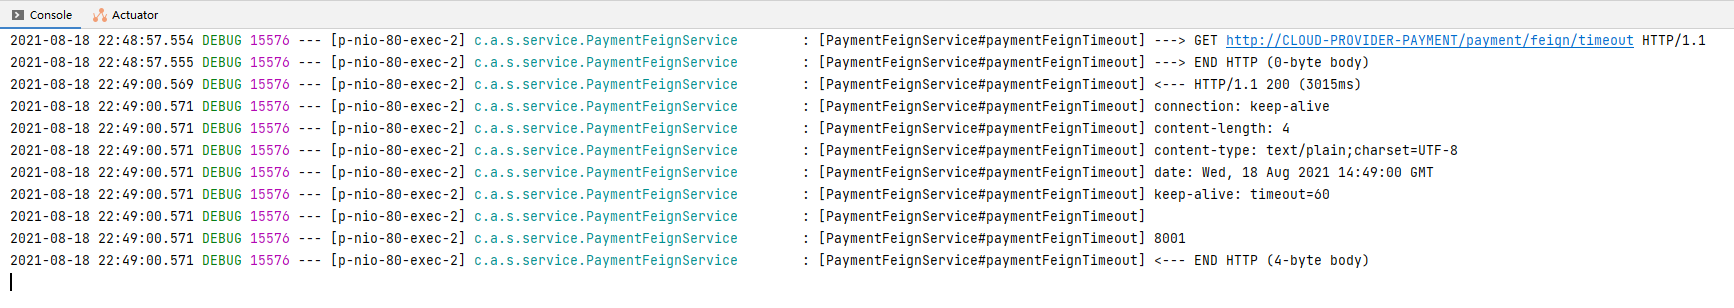 Console Actuator
2021-08-18 22:48:57.554 DEBUG 15576 --- [p-nio-80-exec-2] c.a.s.service.PaymentFeignService : [PaymentFeignService#paymentFeignTimeout] ---> GET http://CLOUD-PROVIDER-PAYMENT/payment/feign/timeout HTTP/1.1
2021-08-18 22:48:57.555 DEBUG 15576 --- [p-nio-80-exec-2] c.a.s.service.PaymentFeignService : [PaymentFeignService#paymentFeignTimeout] ---> END HTTP (0-byte body)
2021-08-18 22:49:00.569 DEBUG 15576 --- [p-nio-80-exec-2] c.a.s.service.PaymentFeignService : [PaymentFeignService#paymentFeignTimeout] <--- HTTP/1.1 200 (3015ms)
2021-08-18 22:49:00.571 DEBUG 15576 --- [p-nio-80-exec-2] c.a.s.service.PaymentFeignService : [PaymentFeignService#paymentFeignTimeout] connection: keep-alive
2021-08-18 22:49:00.571 DEBUG 15576 --- [p-nio-80-exec-2] c.a.s.service.PaymentFeignService : [PaymentFeignService#paymentFeignTimeout] content-length: 4
2021-08-18 22:49:00.571 DEBUG 15576 --- [p-nio-80-exec-2] c.a.s.service.PaymentFeignService : [PaymentFeignService#paymentFeignTimeout] content-type: text/plain;charset=UTF-8
2021-08-18 22:49:00.571 DEBUG 15576 --- [p-nio-80-exec-2] c.a.s.service.PaymentFeignService : [PaymentFeignService#paymentFeignTimeout] date: Wed, 18 Aug 2021 14:49:00 GMT
2021-08-18 22:49:00.571 DEBUG 15576 --- [p-nio-80-exec-2] c.a.s.service.PaymentFeignService : [PaymentFeignService#paymentFeignTimeout] keep-alive: timeout=60
2021-08-18 22:49:00.571 DEBUG 15576 --- [p-nio-80-exec-2] c.a.s.service.PaymentFeignService : [PaymentFeignService#paymentFeignTimeout]
2021-08-18 22:49:00.571 DEBUG 15576 --- [p-nio-80-exec-2] c.a.s.service.PaymentFeignService : [PaymentFeignService#paymentFeignTimeout] 8001
2021-08-18 22:49:00.571 DEBUG 15576 --- [p-nio-80-exec-2] c.a.s.service.PaymentFeignService : [PaymentFeignService#paymentFeignTimeout] <--- END HTTP (4-byte body)